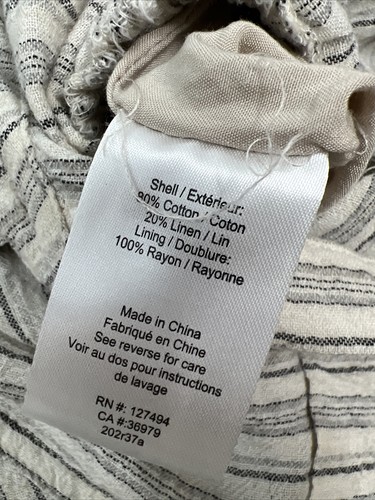 Shell / Extérieur:
80% Cotton / Coton
20% Linen / Lin
Lining / Doublure:
100% Rayon / Rayonne
Made in China
Fabriqué en Chine
See reverse for care
Voir au dos pour instructions
de lavage
RN #: 127494
CA #: 36979
202r37a